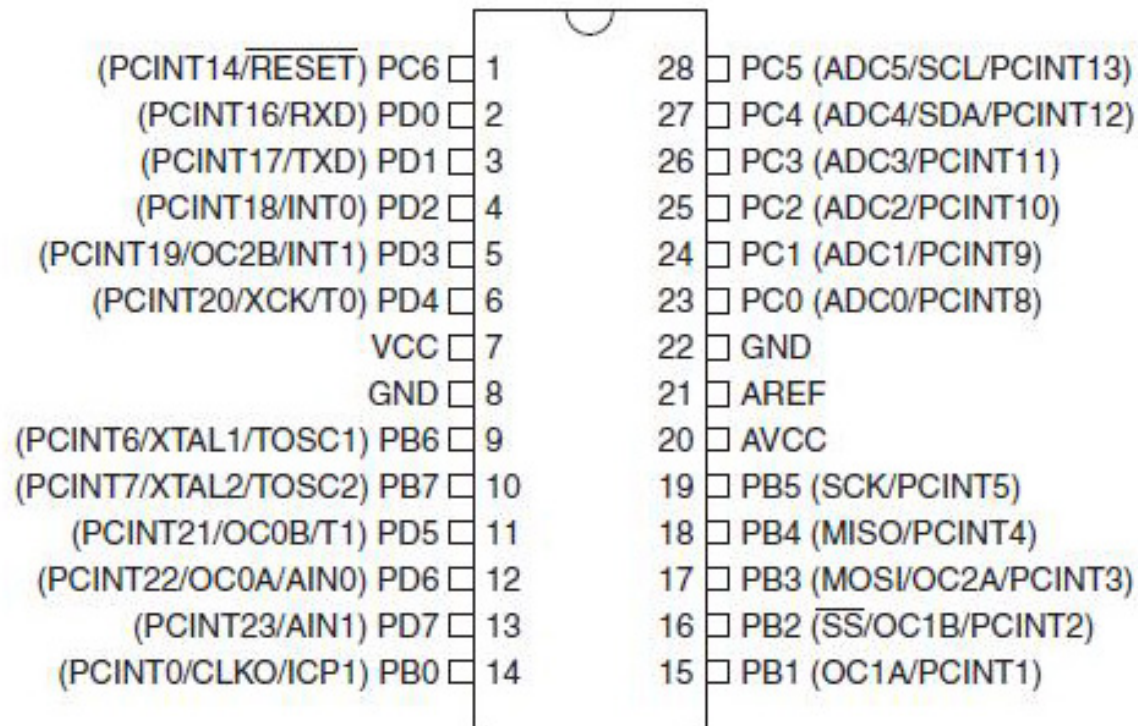 (PCINT14/RESET) PC6 1 28 PC5 (ADC5/SCL/PCINT13)
(PCINT16/RXD) PD0 2 27 PC4 (ADC4/SDA/PCINT12)
(PCINT17/TXD) PD1 3 26 PC3 (ADC3/PCINT11)
(PCINT18/INT0) PD2 4 25 PC2 (ADC2/PCINT10)
(PCINT19/OC2B/INT1) PD3 5 24 PC1 (ADC1/PCINT9)
(PCINT20/XCK/T0) PD4 6 23 PC0 (ADC0/PCINT8)
VCC 7 22 GND
GND 8 21 AREF
(PCINT6/XTAL1/TOSC1) PB6 9 20 AVCC
(PCINT7/XTAL2/TOSC2) PB7 10 19 PB5 (SCK/PCINT5)
(PCINT21/OC0B/T1) PD5 11 18 PB4 (MISO/PCINT4)
(PCINT22/OC0A/AIN0) PD6 12 17 PB3 (MOSI/OC2A/PCINT3)
(PCINT23/AIN1) PD7 13 16 PB2 (SS/OC1B/PCINT2)
(PCINT0/CLKO/ICP1) PB0 14 15 PB1 (OC1A/PCINT1)